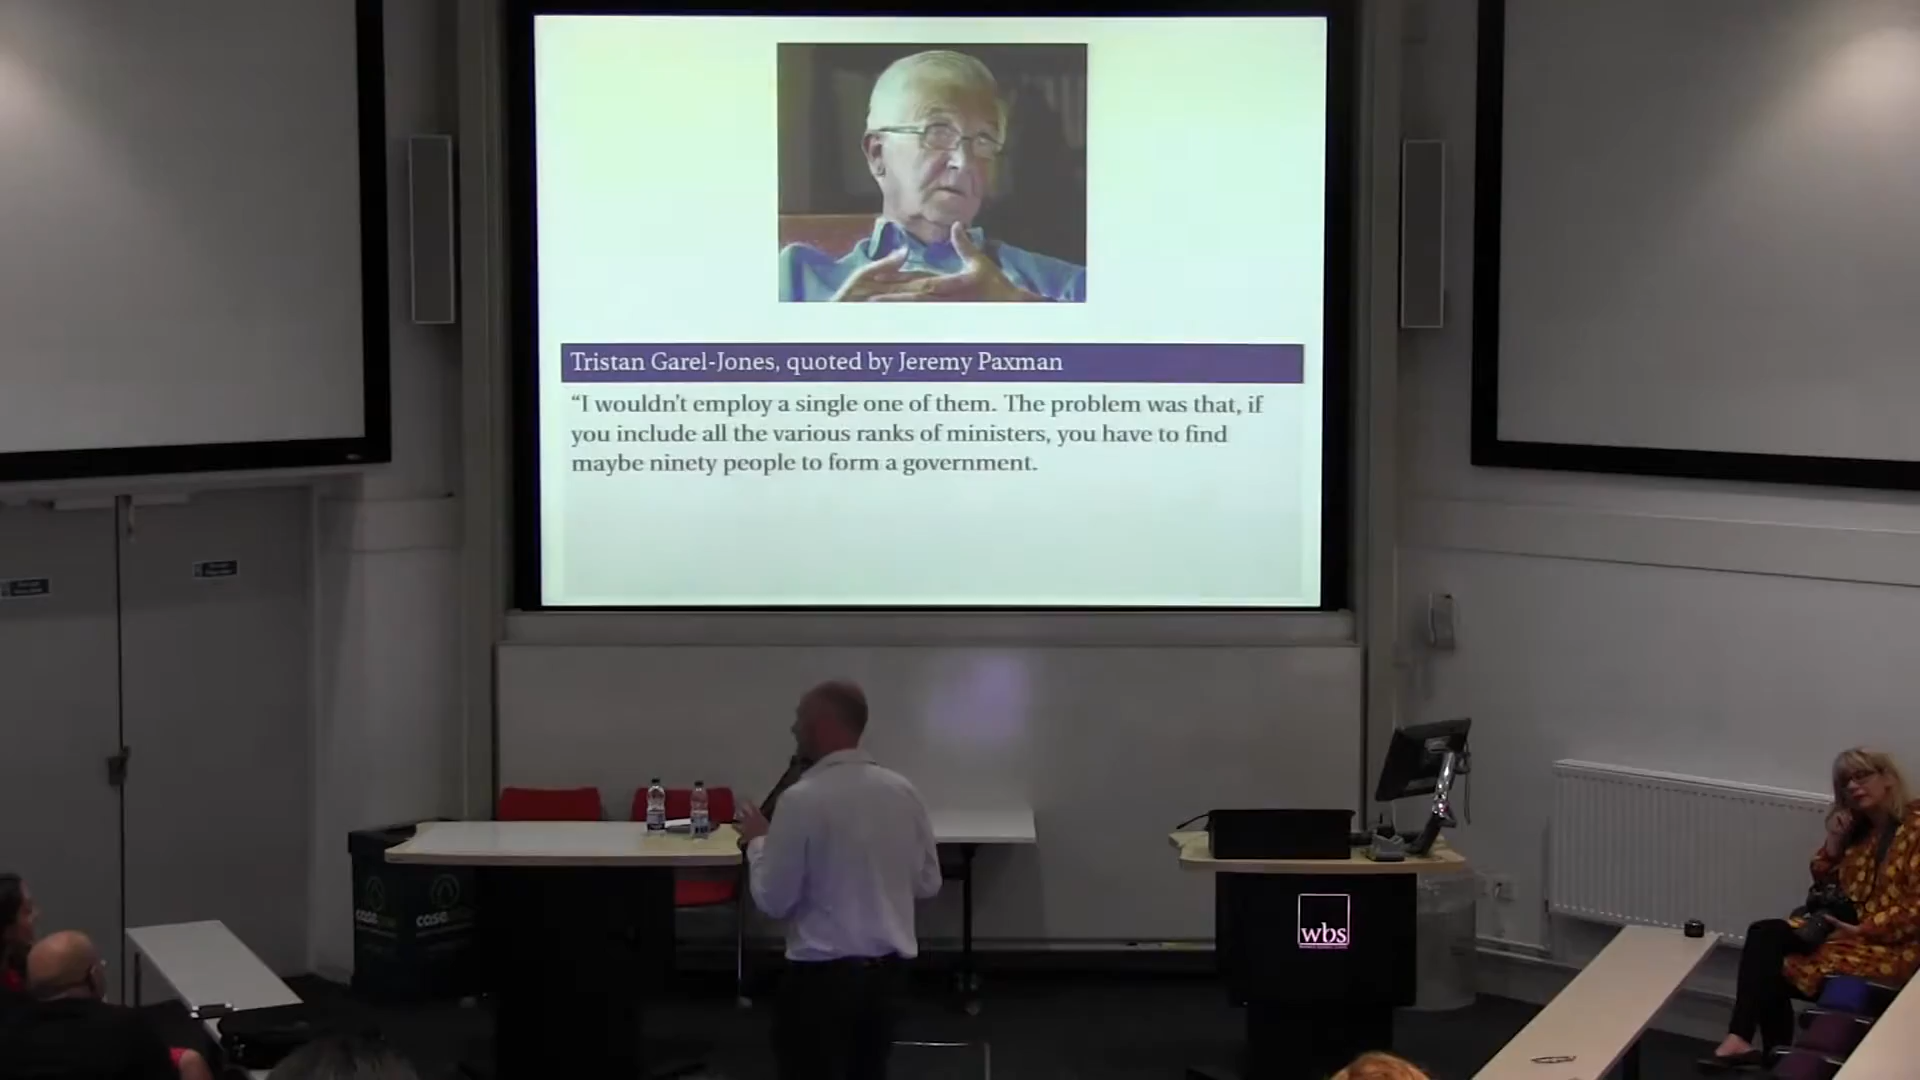 Tristan Garel-Jones, quoted by Jeremy Paxman
“I wouldn't employ a single one of them. The problem was that, if
you include all the various ranks of ministers, you have to find
maybe ninety people to form a government.
wbs